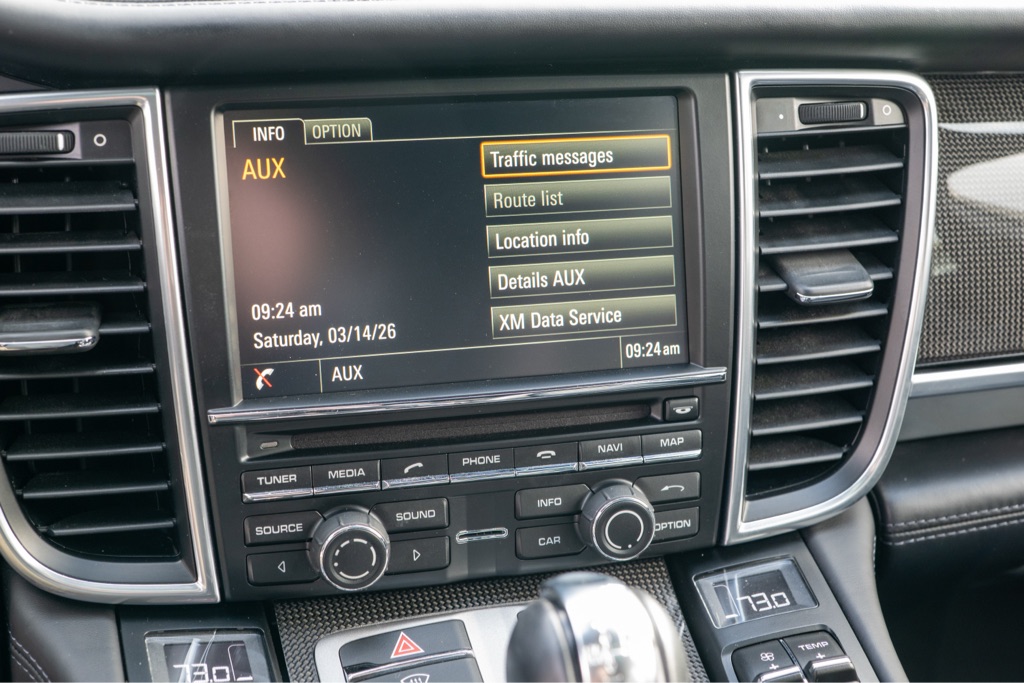 INFO OPTION
AUX
Traffic messages
Route list
Location info
Details AUX
XM Data Service
09:24 am
Saturday, 03/14/26
AUX
09:24 am
TUNER MEDIA PHONE NAVI MAP
SOURCE SOUND INFO
CAR OPTION
73.0
73.0
TEMP